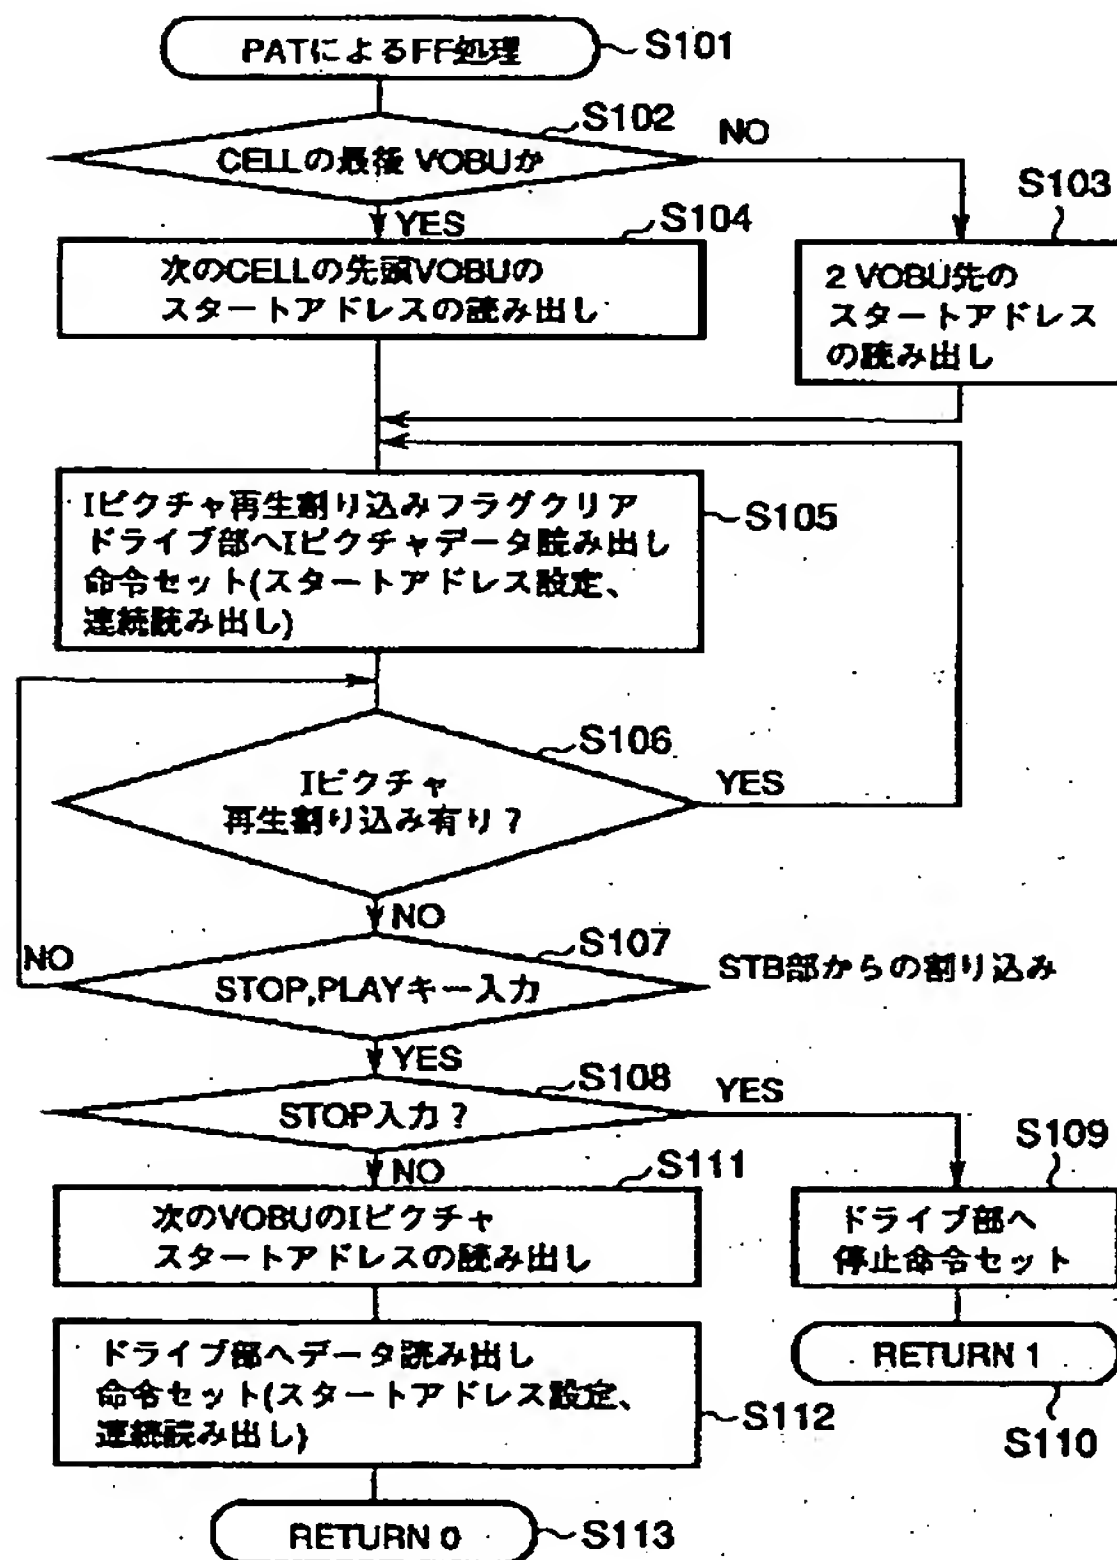 PATによるFF処理
S101
S102
NO
CELLの最後 VOBUか
S103
YES
S104
次のCELLの先頭VOBUの
スタートアドレスの読み出し
2 VOBU先の
スタートアドレス
の読み出し
Iピクチャ再生割り込みフラグクリア
ドライブ部へIピクチャデータ読み出し
命令セット(スタートアドレス設定、
連続読み出し)
S105
S106
Iピクチャ
再生割り込み有り?
YES
NO
S107
NO
STOP,PLAYキー入力
STB部からの割り込み
YES
S108
YES
STOP入力?
S109
NO
S111
次のVOBUのIピクチャ
スタートアドレスの読み出し
ドライブ部へ
停止命令セット
ドライブ部へデータ読み出し
命令セット(スタートアドレス設定、
連続読み出し)
S112
RETURN 1
S110
RETURN 0
S113